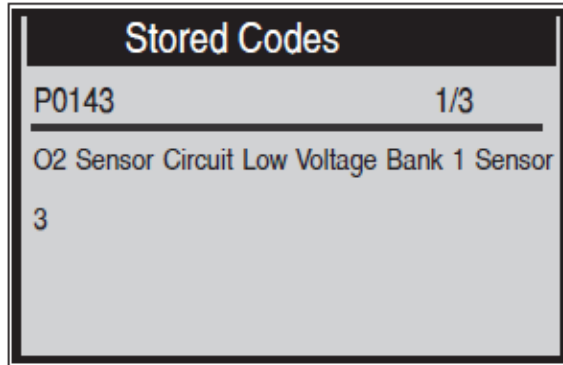 Stored Codes
P0143 1/3
O2 Sensor Circuit Low Voltage Bank 1 Sensor
3